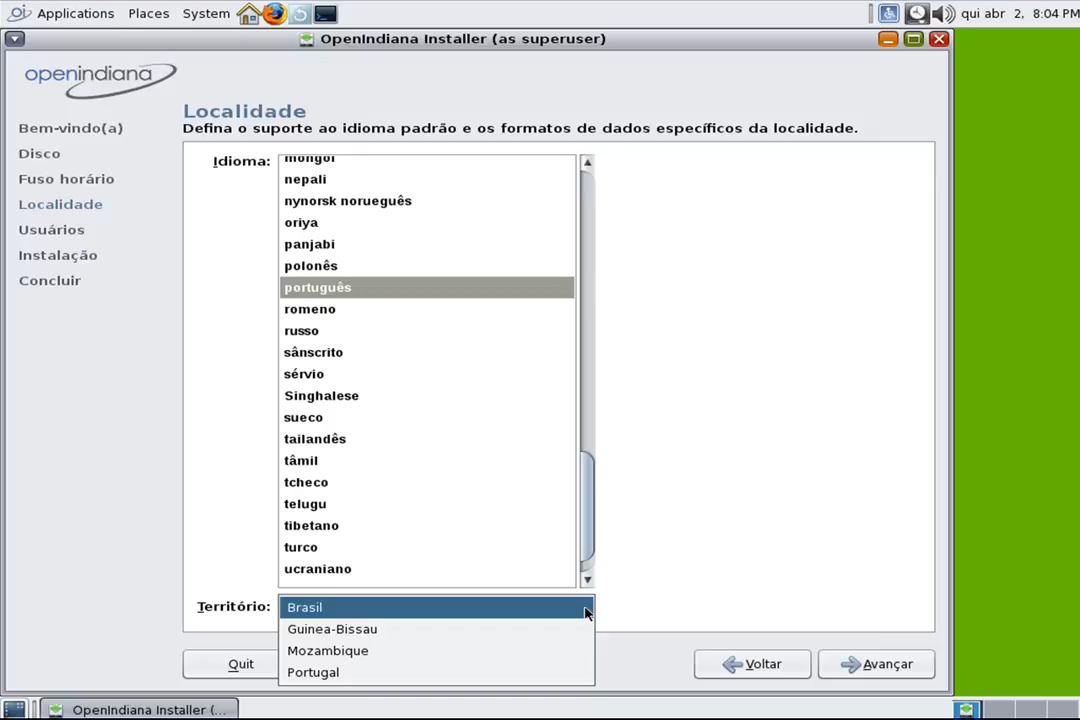 Applications Places System
qui abr 2, 8:04 PM
OpenIndiana Installer (as superuser)
openindiana
Localidade
Defina o suporte ao idioma padrão e os formatos de dados específicos da localidade.
Bem-vindo(a)
Disco
Fuso horário
Localidade
Usuários
Instalação
Concluir
Idioma:
mongol
nepali
nynorsk norueguês
oriya
panjabi
polonês
português
romeno
russo
sânscrito
sérvio
Singhalese
sueco
tailandês
tâmil
tcheco
telugu
tibetano
turco
ucraniano
Território:
Brasil
Guinea-Bissau
Mozambique
Portugal
Quit
Voltar
Avançar
OpenIndiana Installer (...